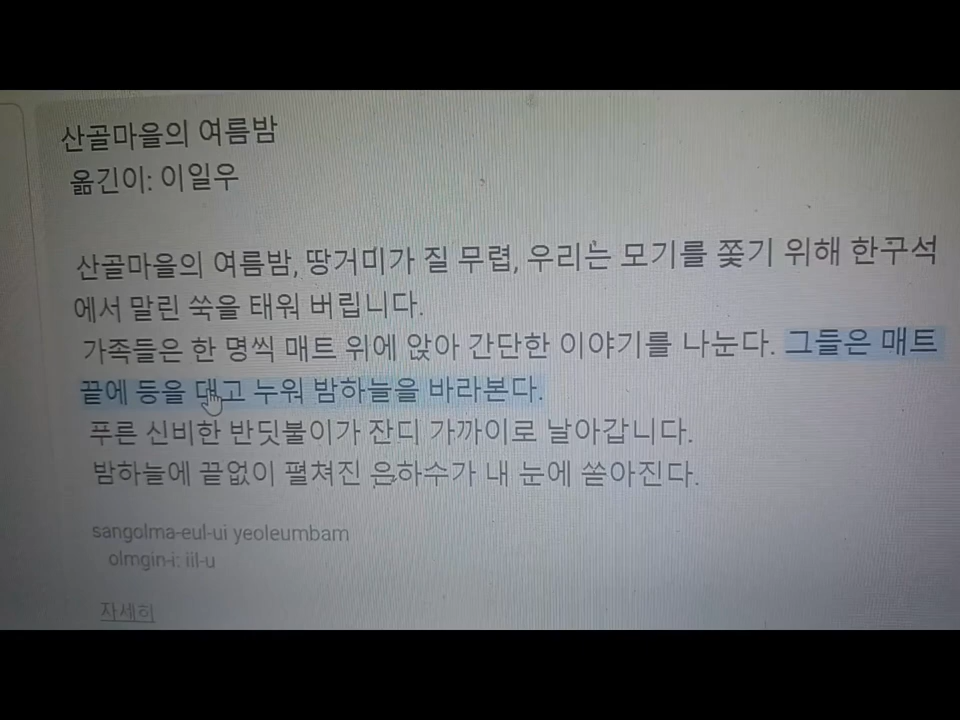 산골마을의 여름밤
옮긴이: 이일우
산골마을의 여름밤, 땅거미가 질 무렵, 우리는 모기를 쫓기 위해 한구석
에서 말린 쑥을 태워 버립니다.
가족들은 한 명씩 매트 위에 앉아 간단한 이야기를 나눈다. 그들은 매트
끝에 등을 대고 누워 밤하늘을 바라본다.
푸른 신비한 반딧불이가 잔디 가까이로 날아갑니다.
밤하늘에 끝없이 펼쳐진 은하수가 내 눈에 쏟아진다.
sangolma-eul-ui yeoleumbam
olmgin-i: iil-u
자세히